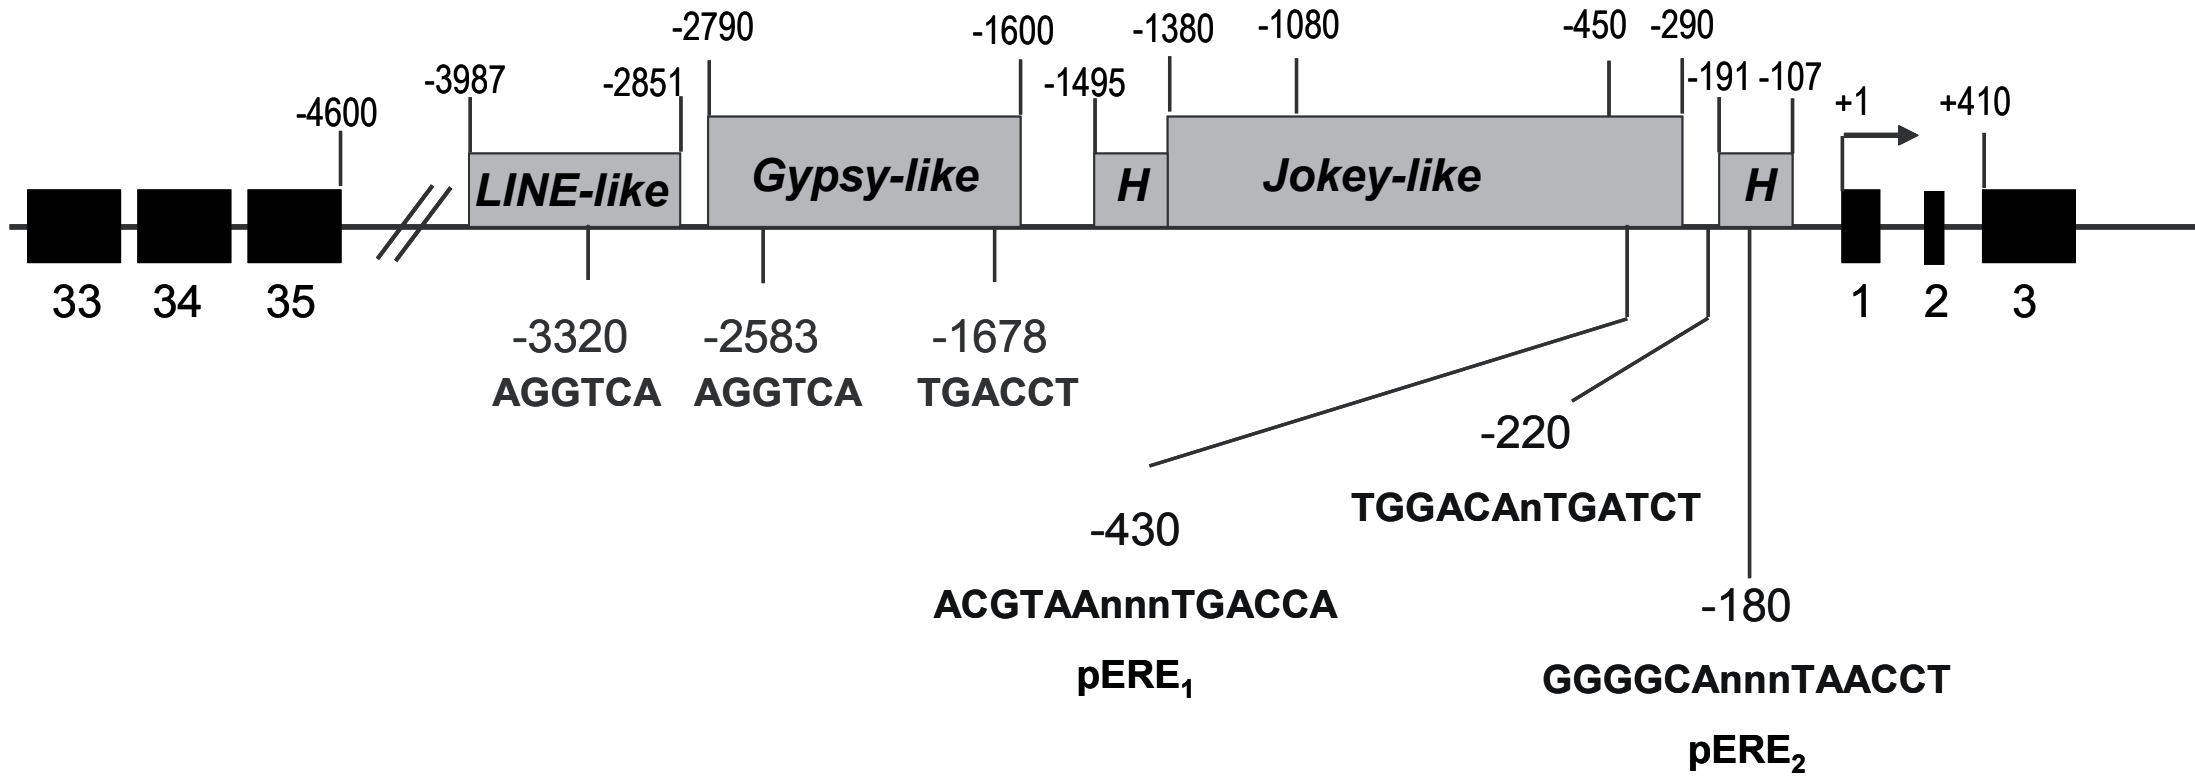 -2790 -1600 -1380 -1080 -450 -290
-3987 -2851 -1495 -191 -107
-4600 +1 +410
LINE-like Gypsy-like H Jokey-like H
33 34 35 1 2 3
-3320 -2583 -1678
AGGTCA AGGTCA TGACCT
-220
TGGACAnTGATCT
-430
ACGTAAnnnTGACCA
pERE1
-180
GGGGCAnnnTAACCT
pERE2